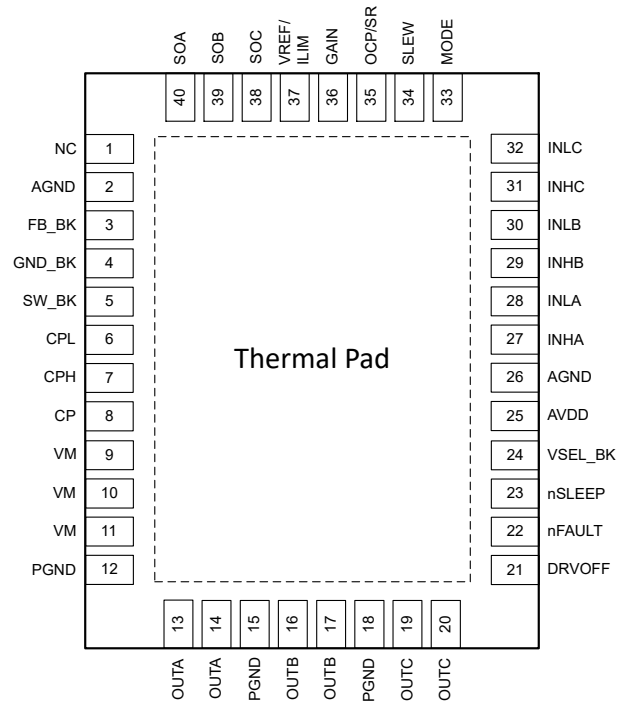 SOA
SOB
SOC
VREF/
ILIM
GAIN
OCP/SR
SLEW
MODE
40
39
38
37
36
35
34
33
NC 1
AGND 2
FB_BK 3
GND_BK 4
SW_BK 5
CPL 6
CPH 7
CP 8
VM 9
VM 10
VM 11
PGND 12
Thermal Pad
32 INLC
31 INHC
30 INLB
29 INHB
28 INLA
27 INHA
26 AGND
25 AVDD
24 VSEL_BK
23 nSLEEP
22 nFAULT
21 DRVOFF
13
14
15
16
17
18
19
20
OUTA
OUTA
PGND
OUTB
OUTB
PGND
OUTC
OUTC